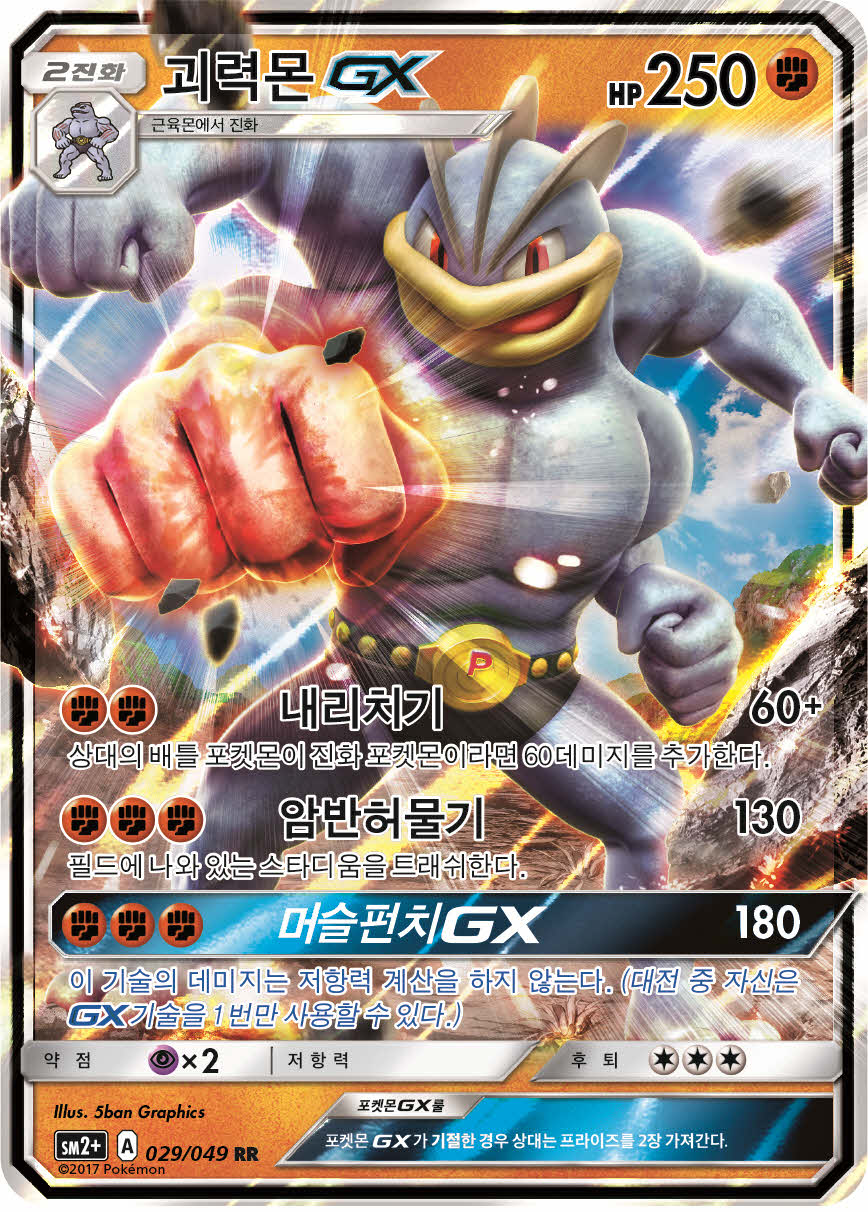 2진화 괴력몬 GX HP 250
근육몬에서 진화
P
내리치기 60+
상대의 배틀 포켓몬이 진화 포켓몬이라면 60데미지를 추가한다.
암반허물기 130
필드에 나와 있는 스타디움을 트래쉬한다.
머슬펀치GX 180
이 기술의 데미지는 저항력 계산을 하지 않는다. (대전 중 자신은
GX기술을 1번만 사용할 수 있다.)
약점 ×2 저항력 후퇴
Illus. 5ban Graphics
포켓몬GX룰
sm2+ A 029/049 RR
포켓몬 GX가 기절한 경우 상대는 프라이즈를 2장 가져간다.
©2017 Pokémon